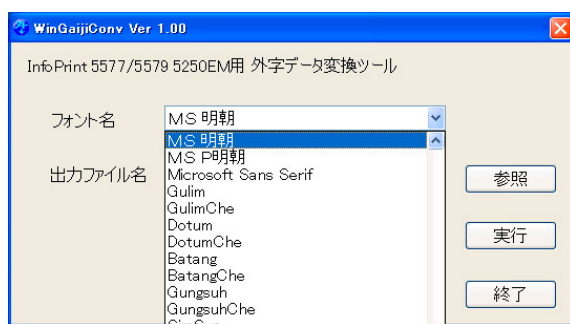 WinGaijiConv Ver 1.00
InfoPrint 5577/5579 5250EM用 外字データ変換ツール
フォント名
MS 明朝
MS 明朝
MS P明朝
出力ファイル名
Microsoft Sans Serif
参照
Gulim
GulimChe
Dotum
DotumChe
実行
Batang
BatangChe
Gungsuh
終了
GungsuhChe